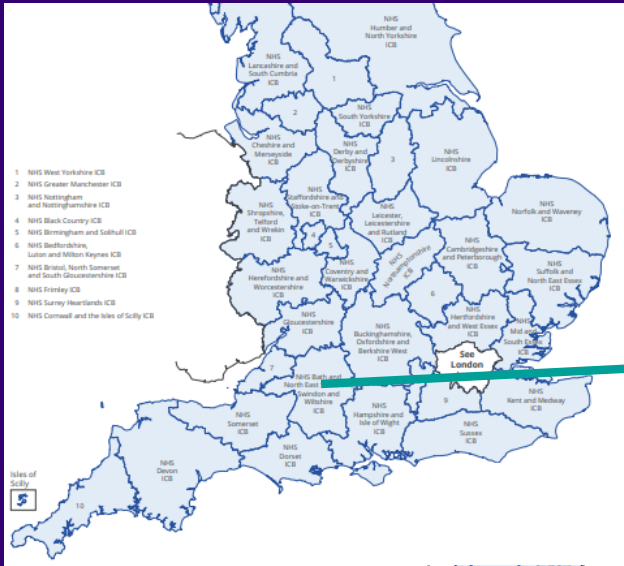 NHS
Humber and
North Yorkshire
ICB
NHS
Lancashire and
South Cumbria
ICB
1
2
NHS
South Yorkshire
ICB
NHS
Cheshire and
Merseyside
ICB
NHS
Derby and
Derbyshire
ICB
3
NHS
Lincolnshire
ICB
1 NHS West Yorkshire ICB
2 NHS Greater Manchester ICB
3 NHS Nottingham
and Nottinghamshire ICB
4 NHS Black Country ICB
5 NHS Birmingham and Solihull ICB
6 NHS Bedfordshire,
Luton and Milton Keynes ICB
7 NHS Bristol, North Somerset
and South Gloucestershire ICB
8 NHS Frimley ICB
9 NHS Surrey Heartlands ICB
10 NHS Cornwall and the Isles of Scilly ICB
NHS
Shropshire,
Telford
and Wrekin
ICB
NHS
Staffordshire and
Stoke-on-Trent
ICB
4
5
NHS
Leicester,
Leicestershire
and Rutland
ICB
NHS
Norfolk and Waveney
ICB
NHS
Herefordshire and
Worcestershire
ICB
NHS
Coventry and
Warwickshire
ICB
NHS
Northamptonshire
ICB
NHS
Cambridgeshire
and Peterborough
ICB
NHS
Suffolk and
North East Essex
ICB
6
NHS
Gloucestershire
ICB
NHS
Buckinghamshire,
Oxfordshire and
Berkshire West
ICB
NHS
Hertfordshire
and West Essex
ICB
NHS
Mid and
South Essex
ICB
See
London
7
NHS Bath and
North East
Swindon and
Wiltshire
ICB
9
NHS
Kent and Medway
ICB
NHS
Somerset
ICB
NHS
Hampshire and
Isle of Wight
ICB
NHS
Sussex
ICB
NHS
Dorset
ICB
NHS
Devon
ICB
Isles of
Scilly
10